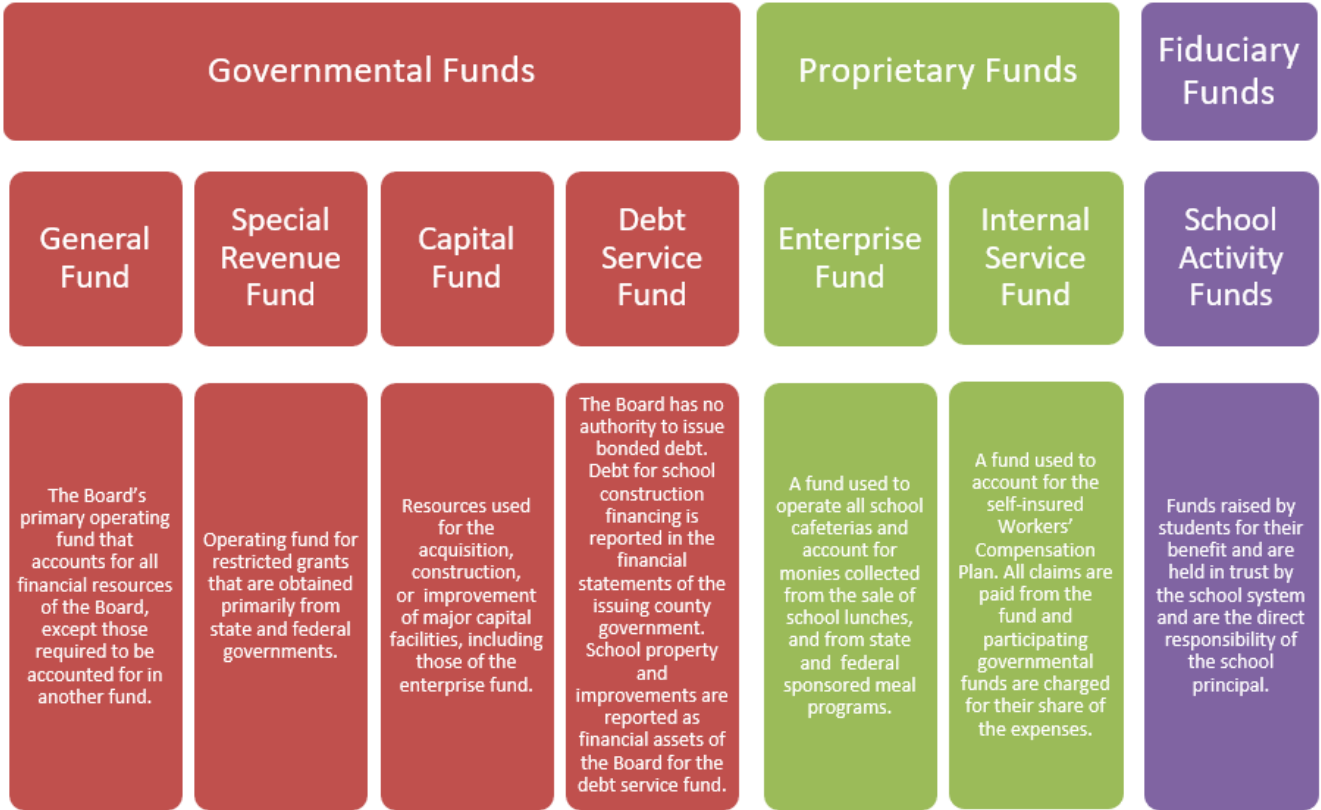 Governmental Funds
Proprietary Funds
Fiduciary
Funds
General
Fund
Special
Revenue
Fund
Capital
Fund
Debt
Service
Fund
Enterprise
Fund
Internal
Service
Fund
School
Activity
Funds
The Board’s
primary operating
fund that
accounts for all
financial resources
of the Board,
except those
required to be
accounted for in
another fund.
Operating fund for
restricted grants
that are obtained
primarily from
state and federal
governments.
Resources used
for the
acquisition,
construction,
or improvement
of major capital
facilities, including
those of the
enterprise fund.
The Board has no
authority to issue
bonded debt.
Debt for school
construction
financing is
reported in the
financial
statements of the
issuing county
government.
School property
and
improvements are
reported as
financial assets of
the Board for the
debt service fund.
A fund used to
operate all school
cafeterias and
account for
monies collected
from the sale of
school lunches,
and from state
and federal
sponsored meal
programs.
A fund used to
account for the
self-insured
Workers’
Compensation
Plan. All claims are
paid from the
fund and
participating
governmental
funds are charged
for their share of
the expenses.
Funds raised by
students for their
benefit and are
held in trust by
the school system
and are the direct
responsibility of
the school
principal.